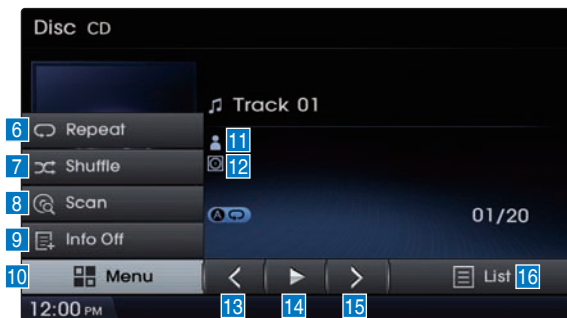 Disc CD
Track 01
6 Repeat
11
7 Shuffle
12
8 Scan
A
01/20
9 Info Off
10 Menu
List 16
13 14 15
12:00 PM